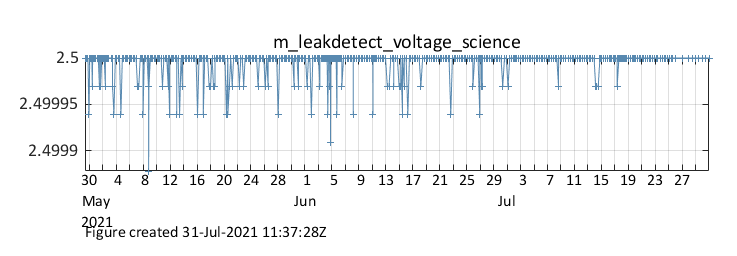 m_leakdetect_voltage_science
2.5
2.49995
2.4999
30 4 8 12 16 20 24 28 1 5 9 13 17 21 25 29 3 7 11 15 19 23 27
May Jun Jul
2021
Figure created 31-Jul-2021 11:37:28Z